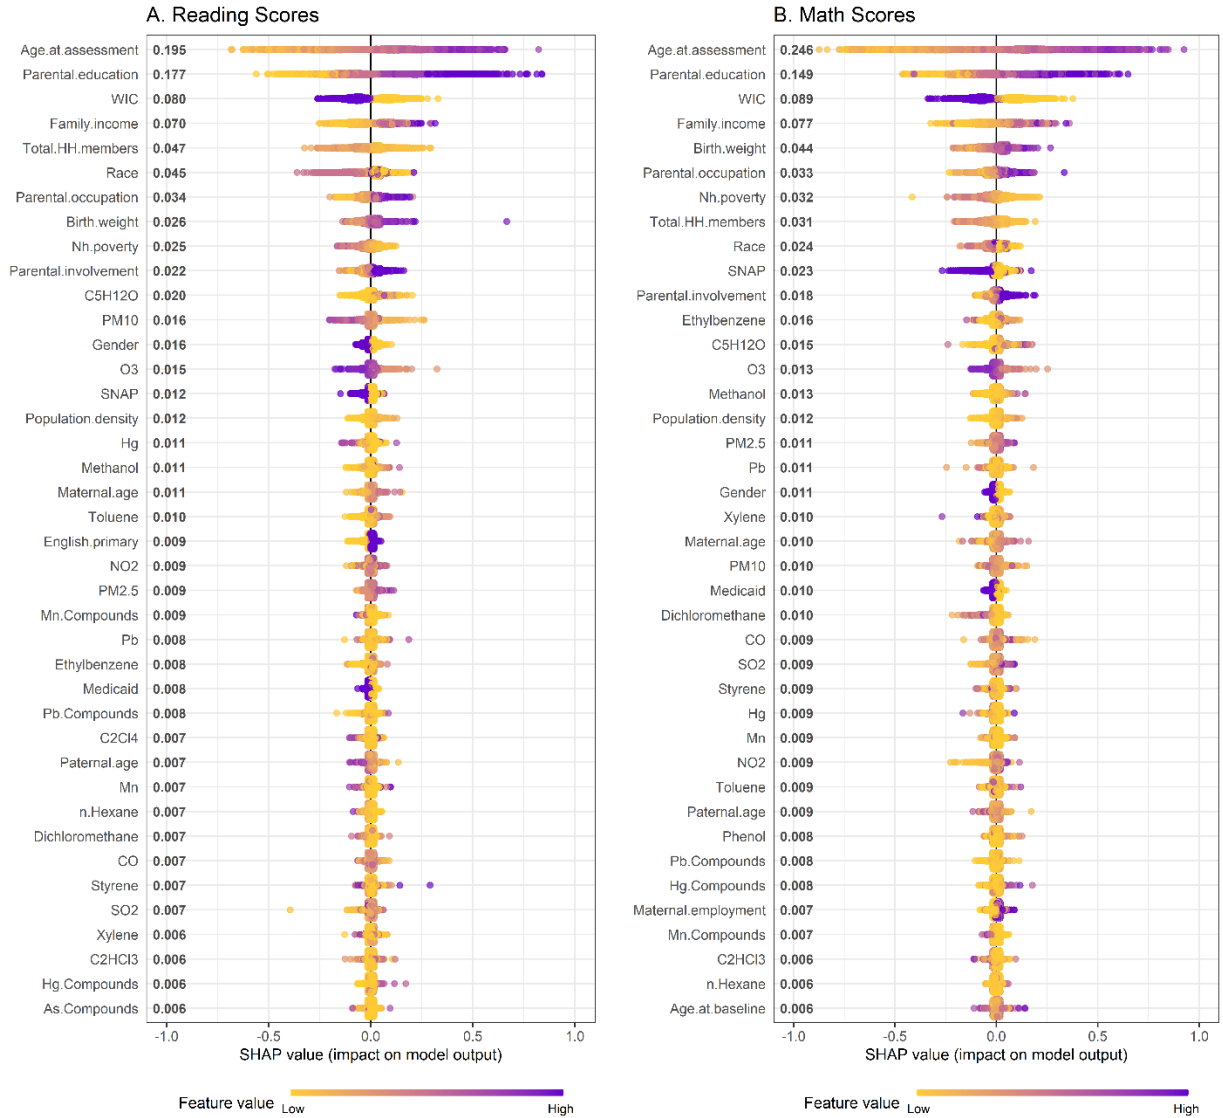 A. Reading Scores
Age.at.assessment 0.195
Parental.education 0.177
WIC 0.080
Family.income 0.070
Total.HH.members 0.047
Race 0.045
Parental.occupation 0.034
Birth.weight 0.026
Nh.poverty 0.025
Parental.involvement 0.022
C5H12O 0.020
PM10 0.016
Gender 0.016
O3 0.015
SNAP 0.012
Population.density 0.012
Hg 0.011
Methanol 0.011
Maternal.age 0.011
Toluene 0.010
English.primary 0.009
NO2 0.009
PM2.5 0.009
Mn.Compounds 0.009
Pb 0.008
Ethylbenzene 0.008
Medicaid 0.008
Pb.Compounds 0.008
C2Cl4 0.007
Paternal.age 0.007
Mn 0.007
n.Hexane 0.007
Dichloromethane 0.007
CO 0.007
Styrene 0.007
SO2 0.007
Xylene 0.006
C2HCl3 0.006
Hg.Compounds 0.006
As.Compounds 0.006
-1.0 -0.5 0.0 0.5 1.0
SHAP value (impact on model output)
Feature value Low High
B. Math Scores
Age.at.assessment 0.246
Parental.education 0.149
WIC 0.089
Family.income 0.077
Birth.weight 0.044
Parental.occupation 0.033
Nh.poverty 0.032
Total.HH.members 0.031
Race 0.024
SNAP 0.023
Parental.involvement 0.018
Ethylbenzene 0.016
C5H12O 0.015
O3 0.013
Methanol 0.013
Population.density 0.012
PM2.5 0.011
Pb 0.011
Gender 0.011
Xylene 0.010
Maternal.age 0.010
PM10 0.010
Medicaid 0.010
Dichloromethane 0.010
CO 0.009
SO2 0.009
Styrene 0.009
Hg 0.009
Mn 0.009
NO2 0.009
Toluene 0.009
Paternal.age 0.009
Phenol 0.008
Pb.Compounds 0.008
Hg.Compounds 0.008
Maternal.employment 0.007
Mn.Compounds 0.007
C2HCl3 0.006
n.Hexane 0.006
Age.at.baseline 0.006
-1.0 -0.5 0.0 0.5 1.0
SHAP value (impact on model output)
Feature value Low High